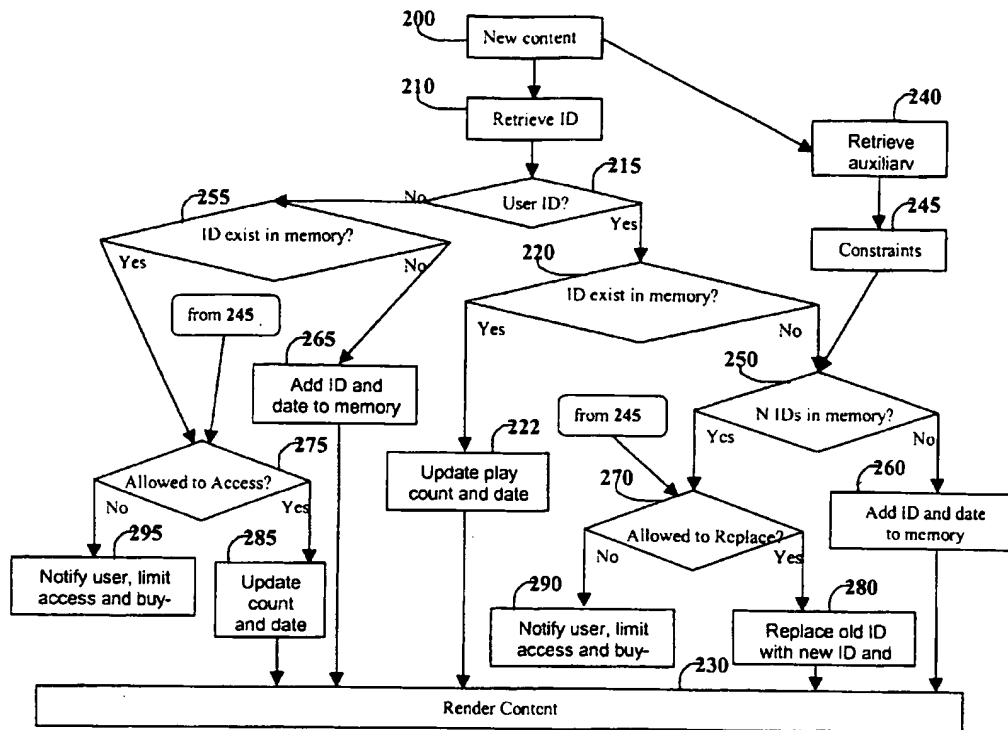 200
New content
210
Retrieve ID
240
Retrieve
auxiliary
215
User ID?
No
Yes
255
ID exist in memory?
Yes
No
245
Constraints
220
ID exist in memory?
Yes
No
from 245
265
Add ID and
date to memory
250
N IDs in memory?
Yes
No
from 245
222
Update play
count and date
275
Allowed to Access?
No
Yes
270
Allowed to Replace?
No
Yes
260
Add ID and date
to memory
295
Notify user, limit
access and buy-
285
Update
count
and date
290
Notify user, limit
access and buy-
280
Replace old ID
with new ID and
230
Render Content